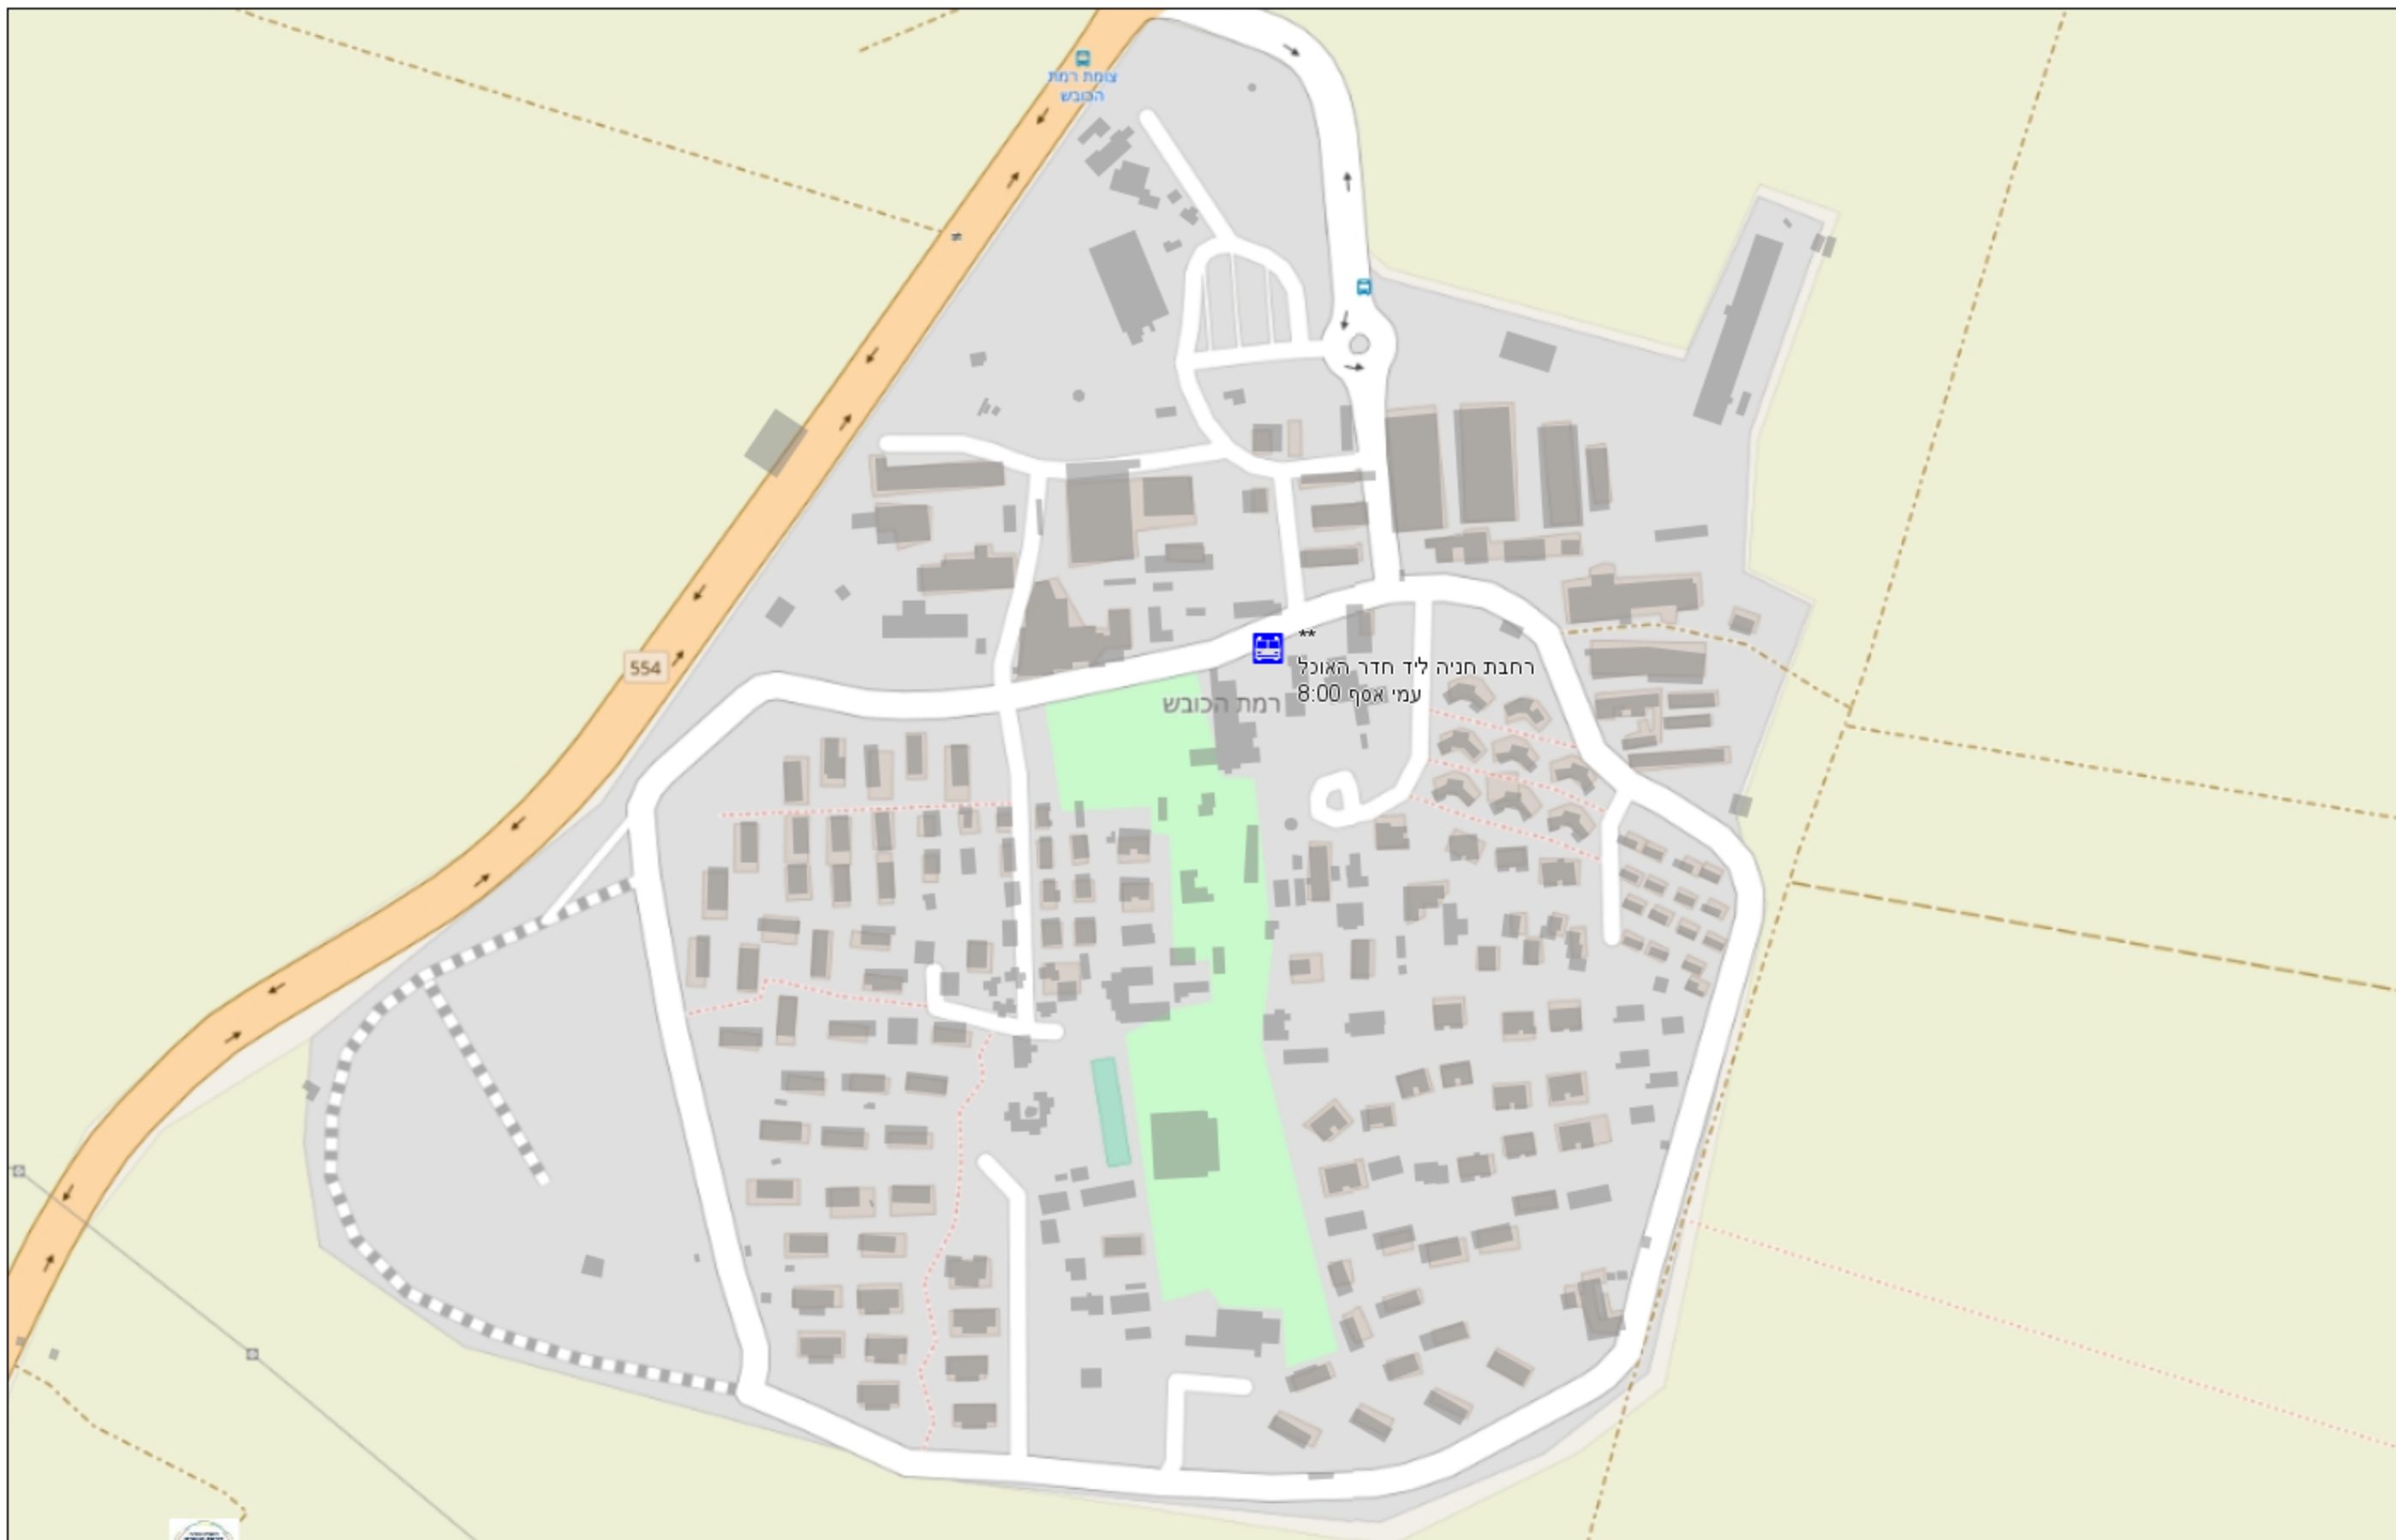 צומת רמת
הכובש
554
**
רחבת חניה ליד חדר האוכל
עמי אסף 8:00
רמת הכובש